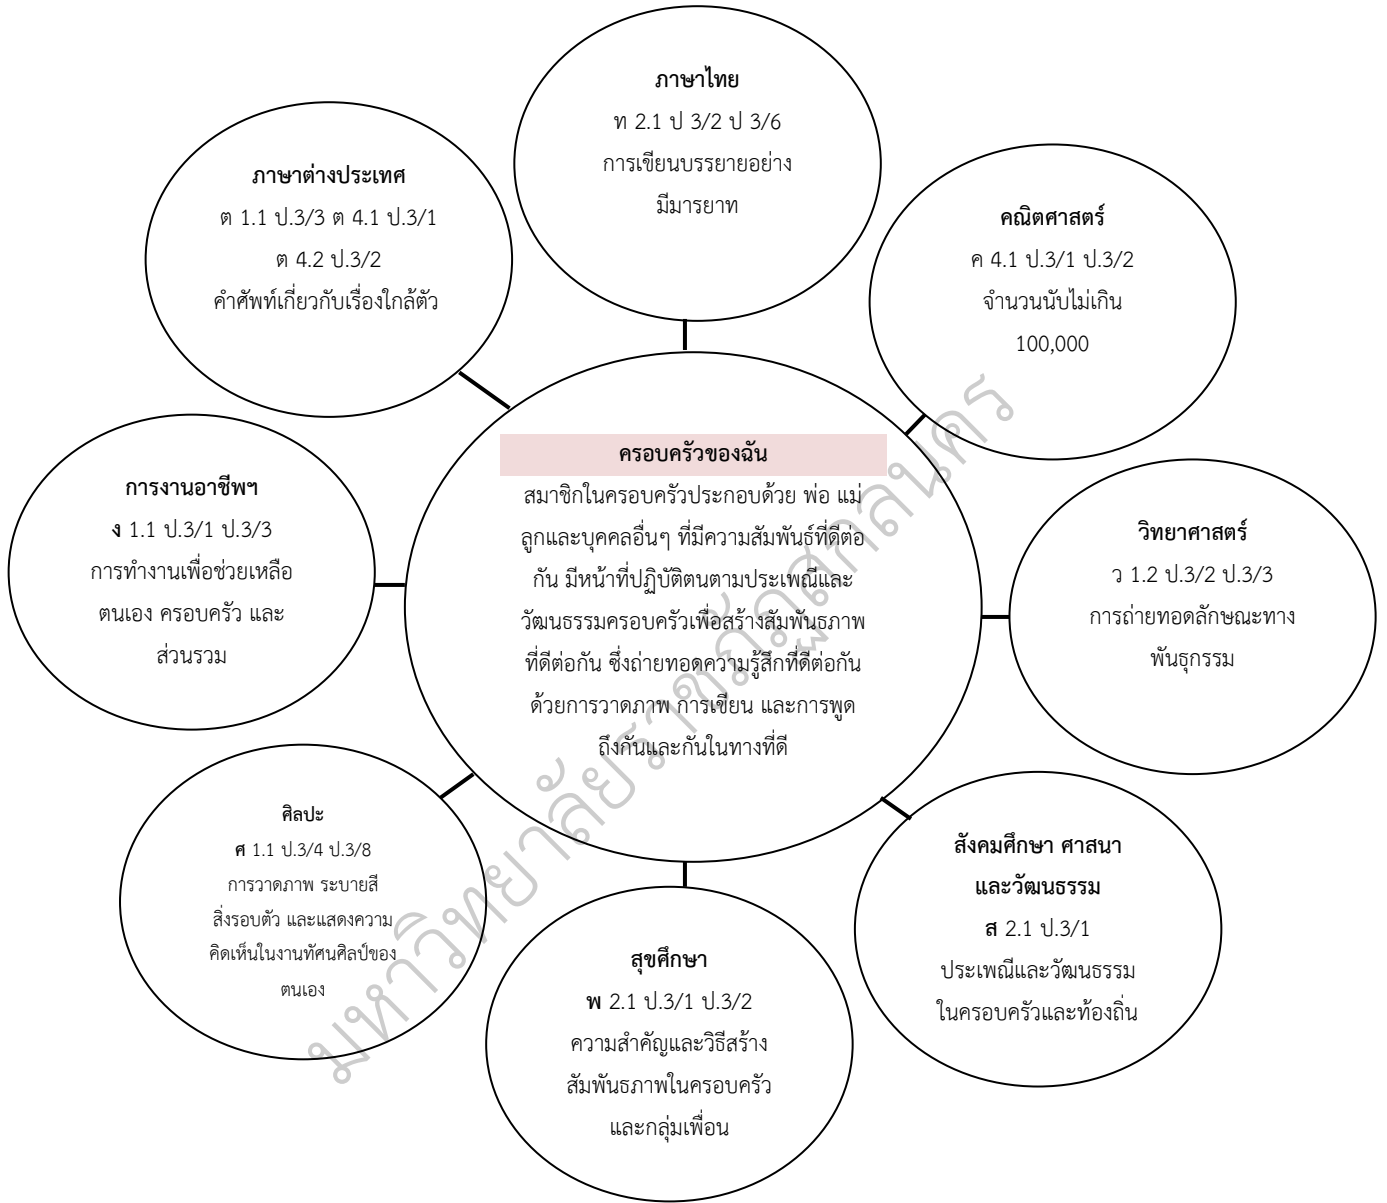 ภาษาไทย
ท 2.1 ป 3/2 ป 3/6
การเขียนบรรยายอย่าง
มีมารยาท
ภาษาต่างประเทศ
ต 1.1 ป.3/3 ต 4.1 ป.3/1
ต 4.2 ป.3/2
คำศัพท์เกี่ยวกับเรื่องใกล้ตัว
คณิตศาสตร์
ค 4.1 ป.3/1 ป.3/2
จำนวนนับไม่เกิน
100,000
ครอบครัวของฉัน
สมาชิกในครอบครัวประกอบด้วย พ่อ แม่
ลูกและบุคคลอื่นๆ ที่มีความสัมพันธ์ที่ดีต่อ
กัน มีหน้าที่ปฏิบัติตนตามประเพณีและ
วัฒนธรรมครอบครัวเพื่อสร้างสัมพันธภาพ
ที่ดีต่อกัน ซึ่งถ่ายทอดความรู้สึกที่ดีต่อกัน
ด้วยการวาดภาพ การเขียน และการพูด
ถึงกันและกันในทางที่ดี
การงานอาชีพฯ
ง 1.1 ป.3/1 ป.3/3
การทำงานเพื่อช่วยเหลือ
ตนเอง ครอบครัว และ
ส่วนรวม
วิทยาศาสตร์
ว 1.2 ป.3/2 ป.3/3
การถ่ายทอดลักษณะทาง
พันธุกรรม
ศิลปะ
ศ 1.1 ป.3/4 ป.3/8
การวาดภาพ ระบายสี
สิ่งรอบตัว และแสดงความ
คิดเห็นในงานทัศนศิลป์ของ
ตนเอง
สังคมศึกษา ศาสนา
และวัฒนธรรม
ส 2.1 ป.3/1
ประเพณีและวัฒนธรรม
ในครอบครัวและท้องถิ่น
สุขศึกษา
พ 2.1 ป.3/1 ป.3/2
ความสำคัญและวิธีสร้าง
สัมพันธภาพในครอบครัว
และกลุ่มเพื่อน
มหาวิทยาลัยราชภัฏสกลนคร